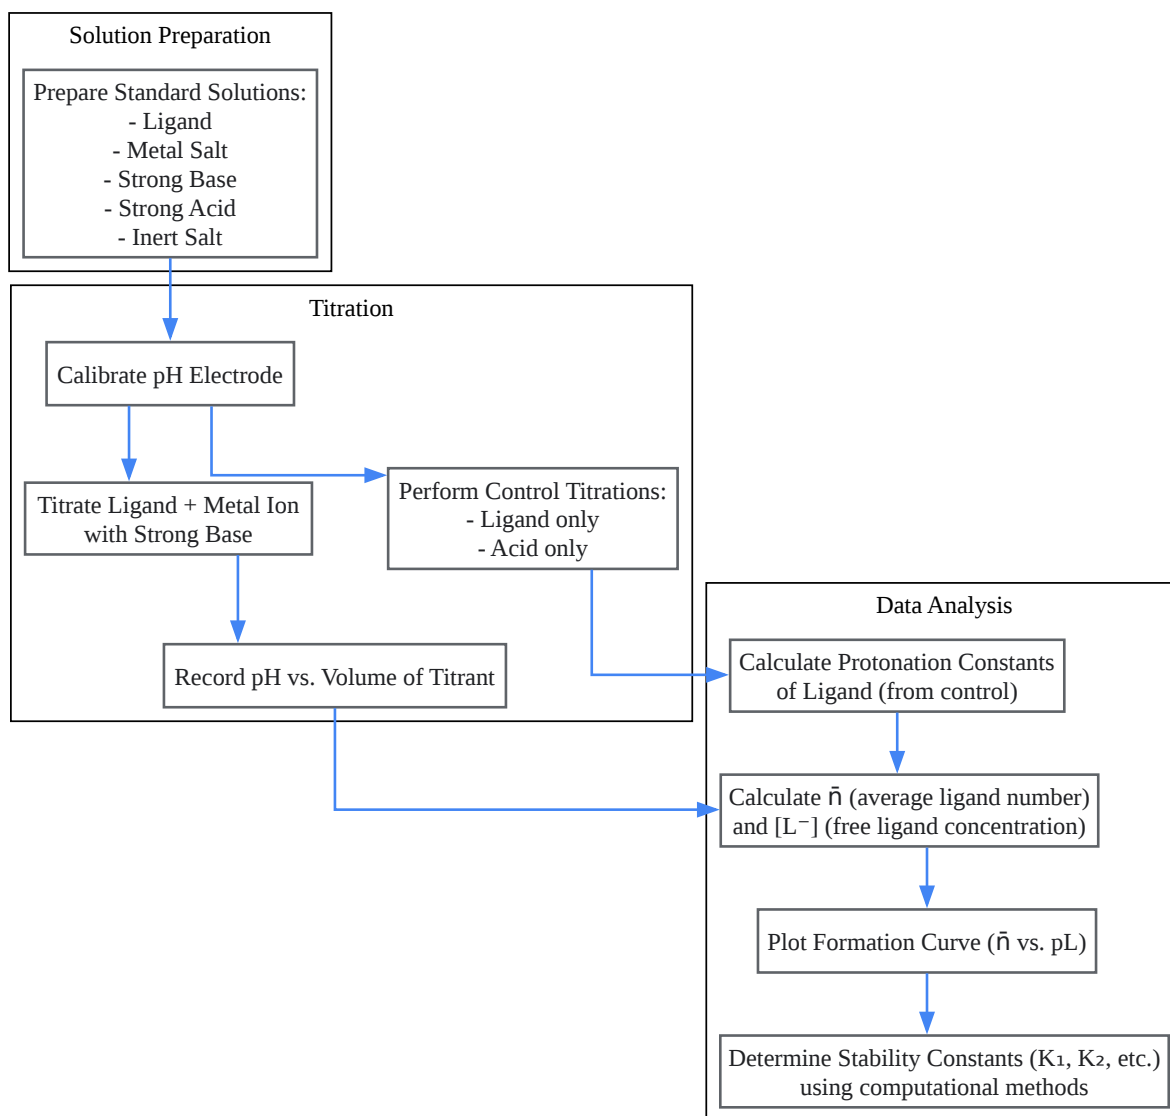 Solution Preparation
Prepare Standard Solutions:
- Ligand
- Metal Salt
- Strong Base
- Strong Acid
- Inert Salt
Titration
Calibrate pH Electrode
Titrate Ligand + Metal Ion
with Strong Base
Perform Control Titrations:
- Ligand only
- Acid only
Record pH vs. Volume of Titrant
Data Analysis
Calculate Protonation Constants
of Ligand (from control)
Calculate n̄ (average ligand number)
and [L⁻] (free ligand concentration)
Plot Formation Curve (n̄ vs. pL)
Determine Stability Constants (K₁, K₂, etc.)
using computational methods